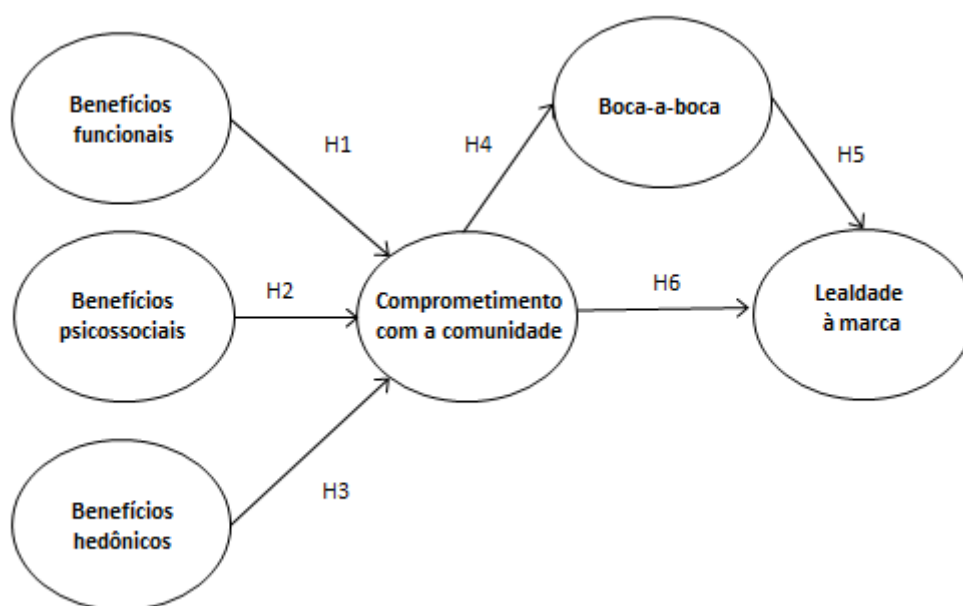 Benefícios
funcionais
H1
Benefícios
psicossociais
H2
Benefícios
hedônicos
H3
Comprometimento
com a comunidade
H4
Boca-a-boca
H5
H6
Lealdade
à marca